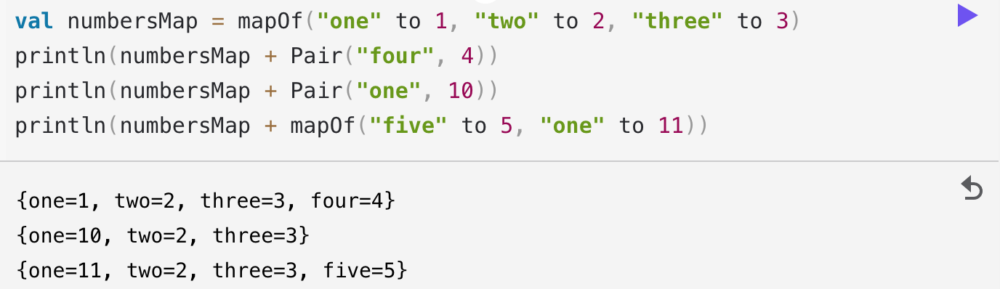 val numbersMap = mapOf("one" to 1, "two" to 2, "three" to 3)
println(numbersMap + Pair("four", 4))
println(numbersMap + Pair("one", 10))
println(numbersMap + mapOf("five" to 5, "one" to 11))
{one=1, two=2, three=3, four=4}
{one=10, two=2, three=3}
{one=11, two=2, three=3, five=5}